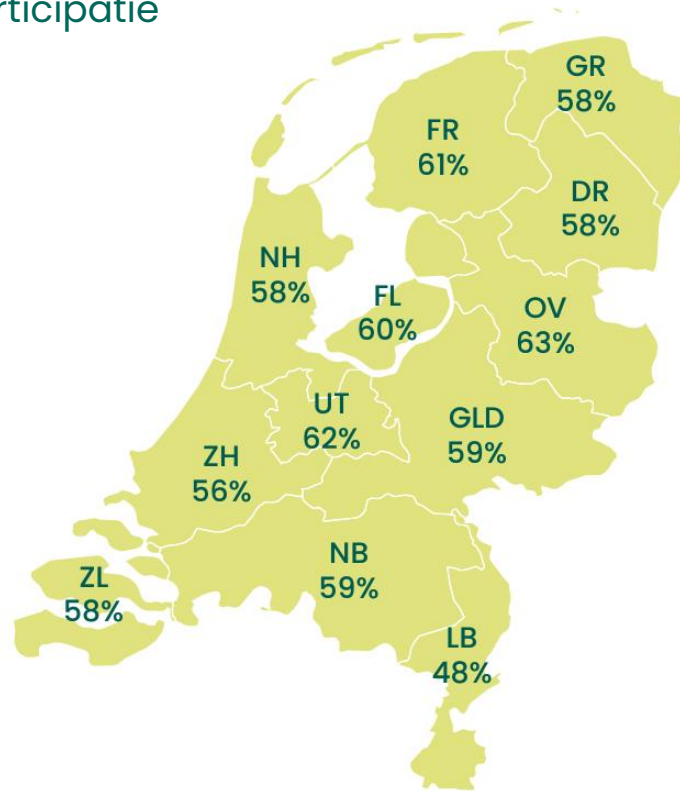 rticipatie
GR
58%
FR
61%
DR
58%
NH
58%
FL
60%
OV
63%
UT
62%
GLD
59%
ZH
56%
NB
59%
ZL
58%
LB
48%